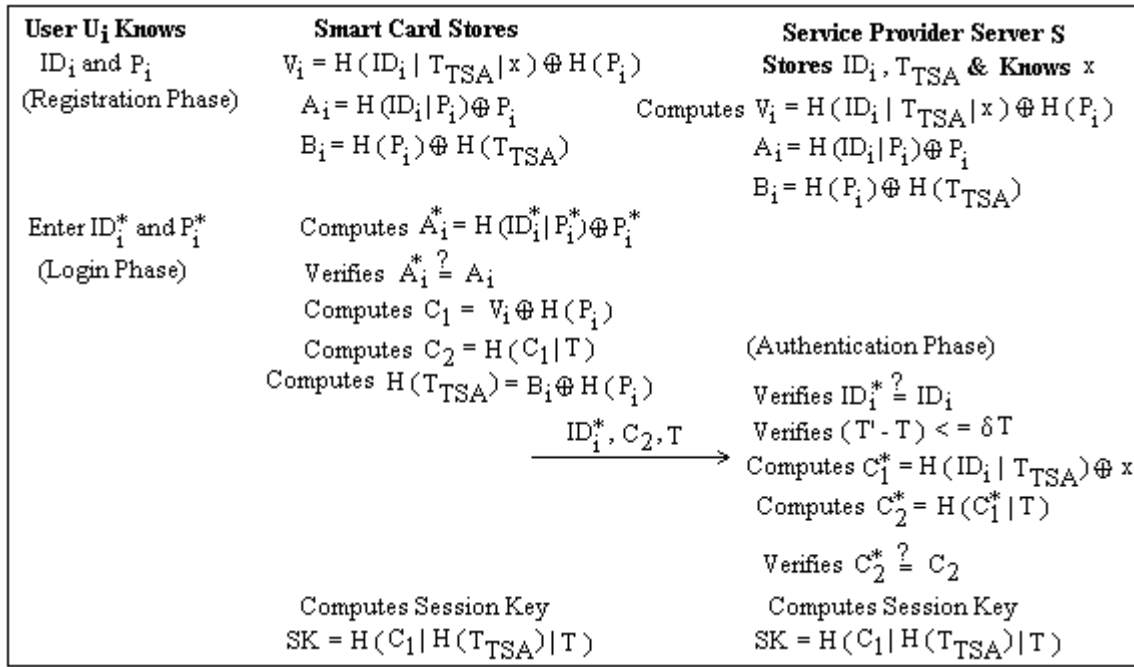 User Ui Knows
IDi and Pi
(Registration Phase)
Smart Card Stores
Vi = H(IDi | TTSA | x) ⊕ H(Pi)
Ai = H(IDi | Pi) ⊕ Pi
Bi = H(Pi) ⊕ H(TTSA)
Service Provider Server S
Stores IDi, TTSA & Knows x
Computes Vi = H(IDi | TTSA | x) ⊕ H(Pi)
Ai = H(IDi | Pi) ⊕ Pi
Bi = H(Pi) ⊕ H(TTSA)
Enter IDi* and Pi*
(Login Phase)
Computes Ai* = H(IDi* | Pi*) ⊕ Pi*
Verifies Ai* ?= Ai
Computes C1 = Vi ⊕ H(Pi)
Computes C2 = H(C1 | T)
Computes H(TTSA) = Bi ⊕ H(Pi)
IDi*, C2, T
(Authentication Phase)
Verifies IDi* ?= IDi
Verifies (T' - T) <= δT
Computes C1* = H(IDi | TTSA) ⊕ x
Computes C2* = H(C1* | T)
Verifies C2* ?= C2
Computes Session Key
SK = H(C1 | H(TTSA) | T)
Computes Session Key
SK = H(C1 | H(TTSA) | T)